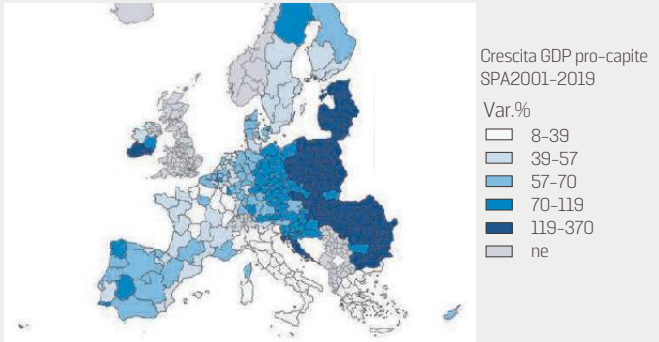 Crescita GDP pro-capite
SPA2001-2019
Var.%
8-39
39-57
57-70
70-119
119-370
ne